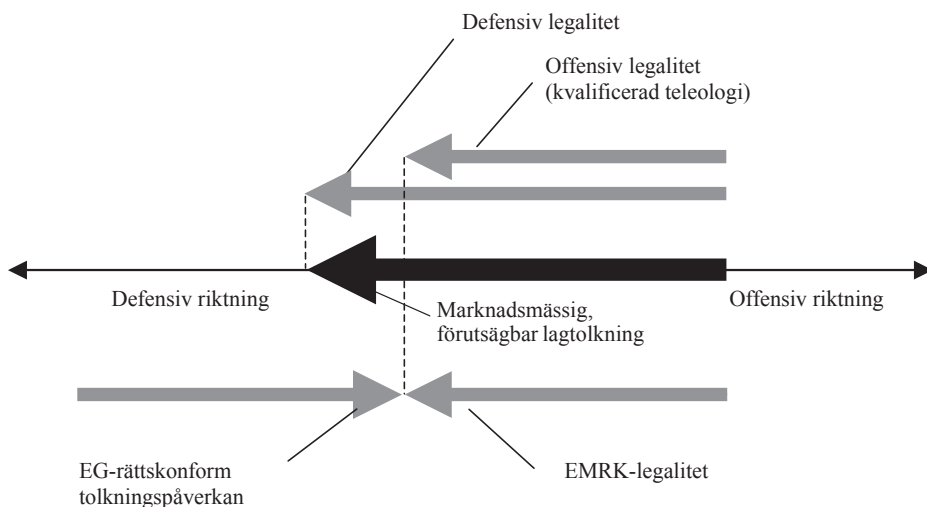 Defensiv legalitet
Offensiv legalitet
(kvalificerad teleologi)
Defensiv riktning
Offensiv riktning
Marknadsmässig,
förutsägbar lagtolkning
EG-rättskonform
tolkningspåverkan
EMRK-legalitet